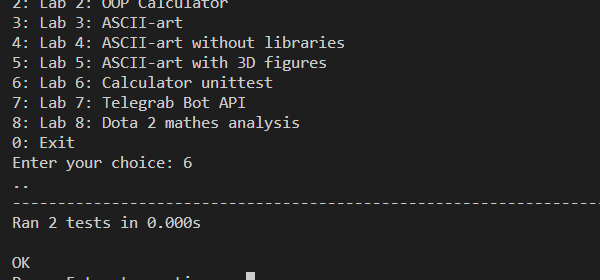 2: Lab 2: OOP Calculator
3: Lab 3: ASCII-art
4: Lab 4: ASCII-art without libraries
5: Lab 5: ASCII-art with 3D figures
6: Lab 6: Calculator unittest
7: Lab 7: Telegrab Bot API
8: Lab 8: Dota 2 mathes analysis
0: Exit
Enter your choice: 6
..
----------------------------------------------------------------------
Ran 2 tests in 0.000s
OK